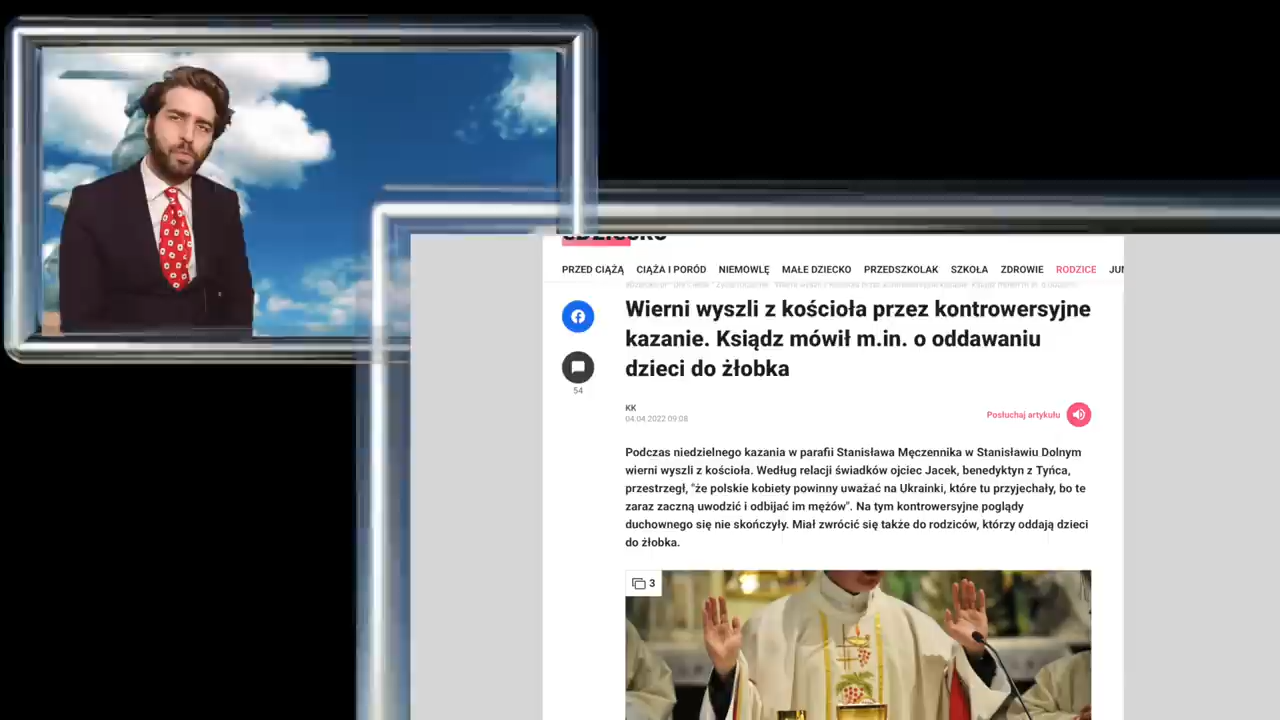 PRZED CIĄŻĄ CIĄŻA I PORÓD NIEMOWLĘ MAŁE DZIECKO PRZEDSZKOLAK SZKOŁA ZDROWIE RODZICE JUN
Wierni wyszli z kościoła przez kontrowersyjne
kazanie. Ksiądz mówił m.in. o oddawaniu
dzieci do żłobka
54
KK
04.04.2022 09:08
Posłuchaj artykułu
Podczas niedzielnego kazania w parafii Stanisława Męczennika w Stanisławiu Dolnym
wierni wyszli z kościoła. Według relacji świadków ojciec Jacek, benedyktyn z Tyńca,
przestrzegł, "że polskie kobiety powinny uważać na Ukrainki, które tu przyjechały, bo te
zaraz zaczną uwodzić i odbijać im mężów". Na tym kontrowersyjne poglądy
duchownego się nie skończyły. Miał zwrócić się także do rodziców, którzy oddają dzieci
do żłobka.
3